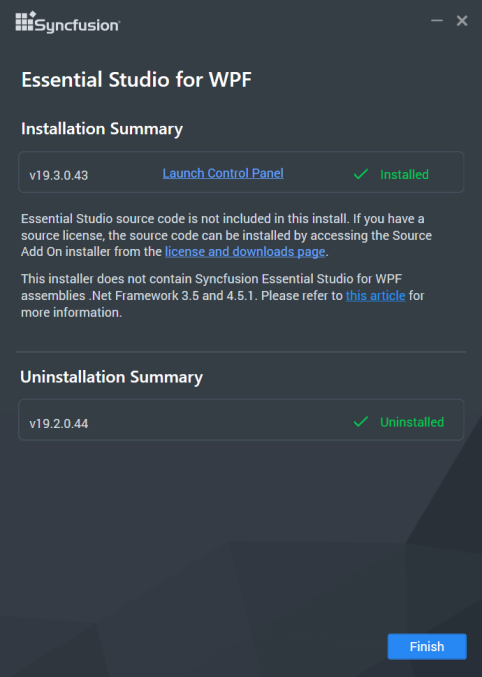 Syncfusion
Essential Studio for WPF
Installation Summary
v19.3.0.43 Launch Control Panel Installed
Essential Studio source code is not included in this install. If you have a
source license, the source code can be installed by accessing the Source
Add On installer from the license and downloads page.
This installer does not contain Syncfusion Essential Studio for WPF
assemblies .Net Framework 3.5 and 4.5.1. Please refer to this article for
more information.
Uninstallation Summary
v19.2.0.44 Uninstalled
Finish